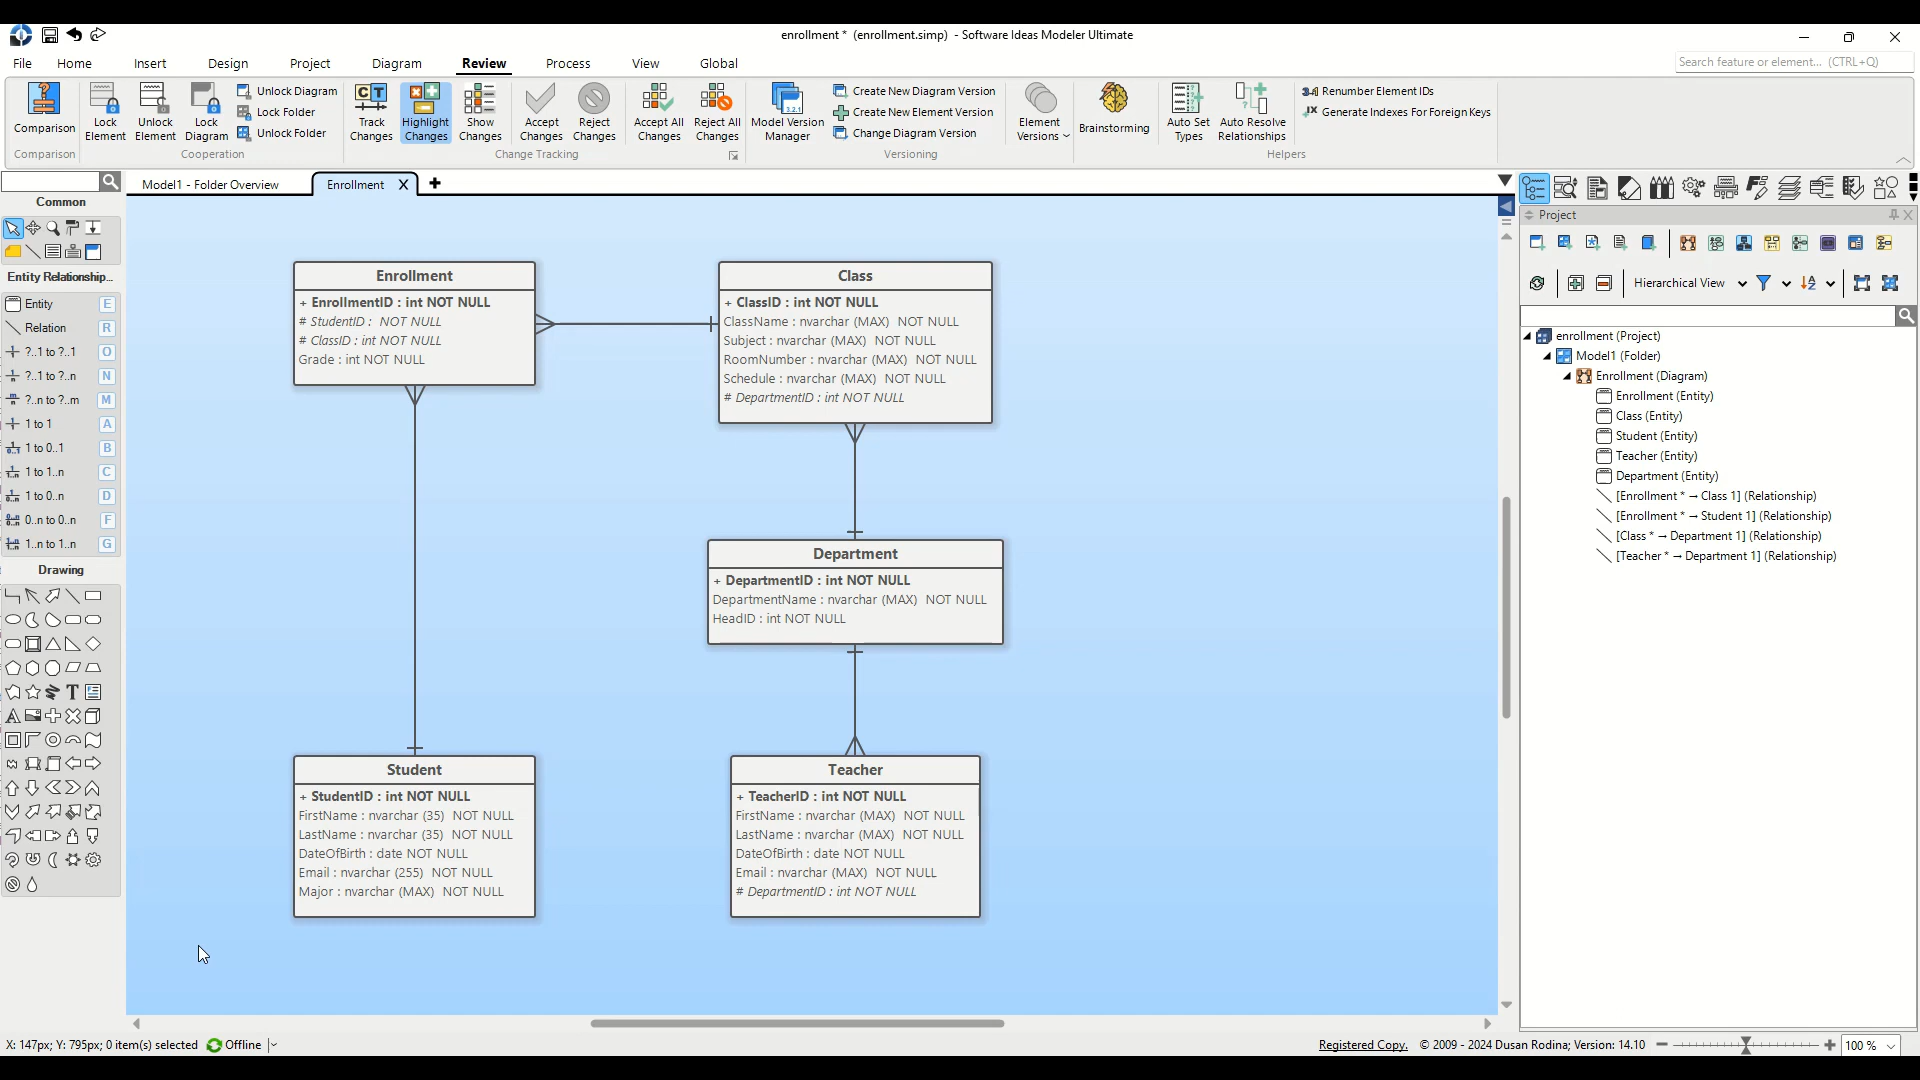 enrollment * (enrollment.simp) - Software Ideas Modeler Ultimate
File Home Insert Design Project Diagram Review Process View Global
Search feature or element... (CTRL+Q)
Comparison
Lock Element
Unlock Element
Lock Diagram
Unlock Diagram
Lock Folder
Unlock Folder
Track Changes
Highlight Changes
Show Changes
Accept Changes
Reject Changes
Accept All Changes
Reject All Changes
Model Version Manager
3.2.1
Create New Diagram Version
Create New Element Version
Change Diagram Version
Element Versions
Brainstorming
Auto Set Types
Auto Resolve Relationships
Renumber Element IDs
Generate Indexes For Foreign Keys
Comparison Cooperation Change Tracking Versioning Helpers
Model1 - Folder Overview Enrollment
Common
Entity Relationship...
Entity E
Relation R
?..1 to ?..1 O
?..1 to ?..n N
?..n to ?..m M
1 to 1 A
1 to 0..1 B
1 to 1..n C
1 to 0..n D
0..n to 0..n F
1..n to 1..n G
Drawing
Enrollment
+ EnrollmentID : int NOT NULL
# StudentID : NOT NULL
# ClassID : int NOT NULL
Grade : int NOT NULL
Class
+ ClassID : int NOT NULL
ClassName : nvarchar (MAX) NOT NULL
Subject : nvarchar (MAX) NOT NULL
RoomNumber : nvarchar (MAX) NOT NULL
Schedule : nvarchar (MAX) NOT NULL
# DepartmentID : int NOT NULL
Department
+ DepartmentID : int NOT NULL
DepartmentName : nvarchar (MAX) NOT NULL
HeadID : int NOT NULL
Student
+ StudentID : int NOT NULL
FirstName : nvarchar (35) NOT NULL
LastName : nvarchar (35) NOT NULL
DateOfBirth : date NOT NULL
Email : nvarchar (255) NOT NULL
Major : nvarchar (MAX) NOT NULL
Teacher
+ TeacherID : int NOT NULL
FirstName : nvarchar (MAX) NOT NULL
LastName : nvarchar (MAX) NOT NULL
DateOfBirth : date NOT NULL
Email : nvarchar (MAX) NOT NULL
# DepartmentID : int NOT NULL
Project
Hierarchical View
enrollment (Project)
Model1 (Folder)
Enrollment (Diagram)
Enrollment (Entity)
Class (Entity)
Student (Entity)
Teacher (Entity)
Department (Entity)
[Enrollment * → Class 1] (Relationship)
[Enrollment * → Student 1] (Relationship)
[Class * → Department 1] (Relationship)
[Teacher * → Department 1] (Relationship)
X: 147px; Y: 795px; 0 item(s) selected Offline
Registered Copy. © 2009 - 2024 Dusan Rodina; Version: 14.10 100 %